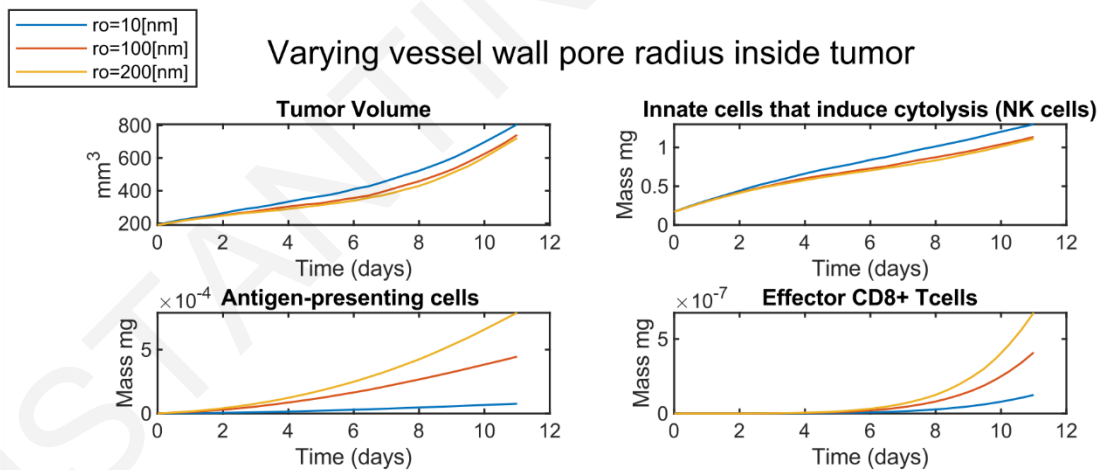 ro=10[nm]
ro=100[nm]
ro=200[nm]
Varying vessel wall pore radius inside tumor
Tumor Volume
mm³
800
600
400
200
0 2 4 6 8 10 12
Time (days)
Innate cells that induce cytolysis (NK cells)
Mass mg
1
0.5
0
0 2 4 6 8 10 12
Time (days)
×10⁻⁴
Antigen-presenting cells
Mass mg
5
0
0 2 4 6 8 10 12
Time (days)
×10⁻⁷
Effector CD8+ Tcells
Mass mg
5
0
0 2 4 6 8 10 12
Time (days)
STANTIN